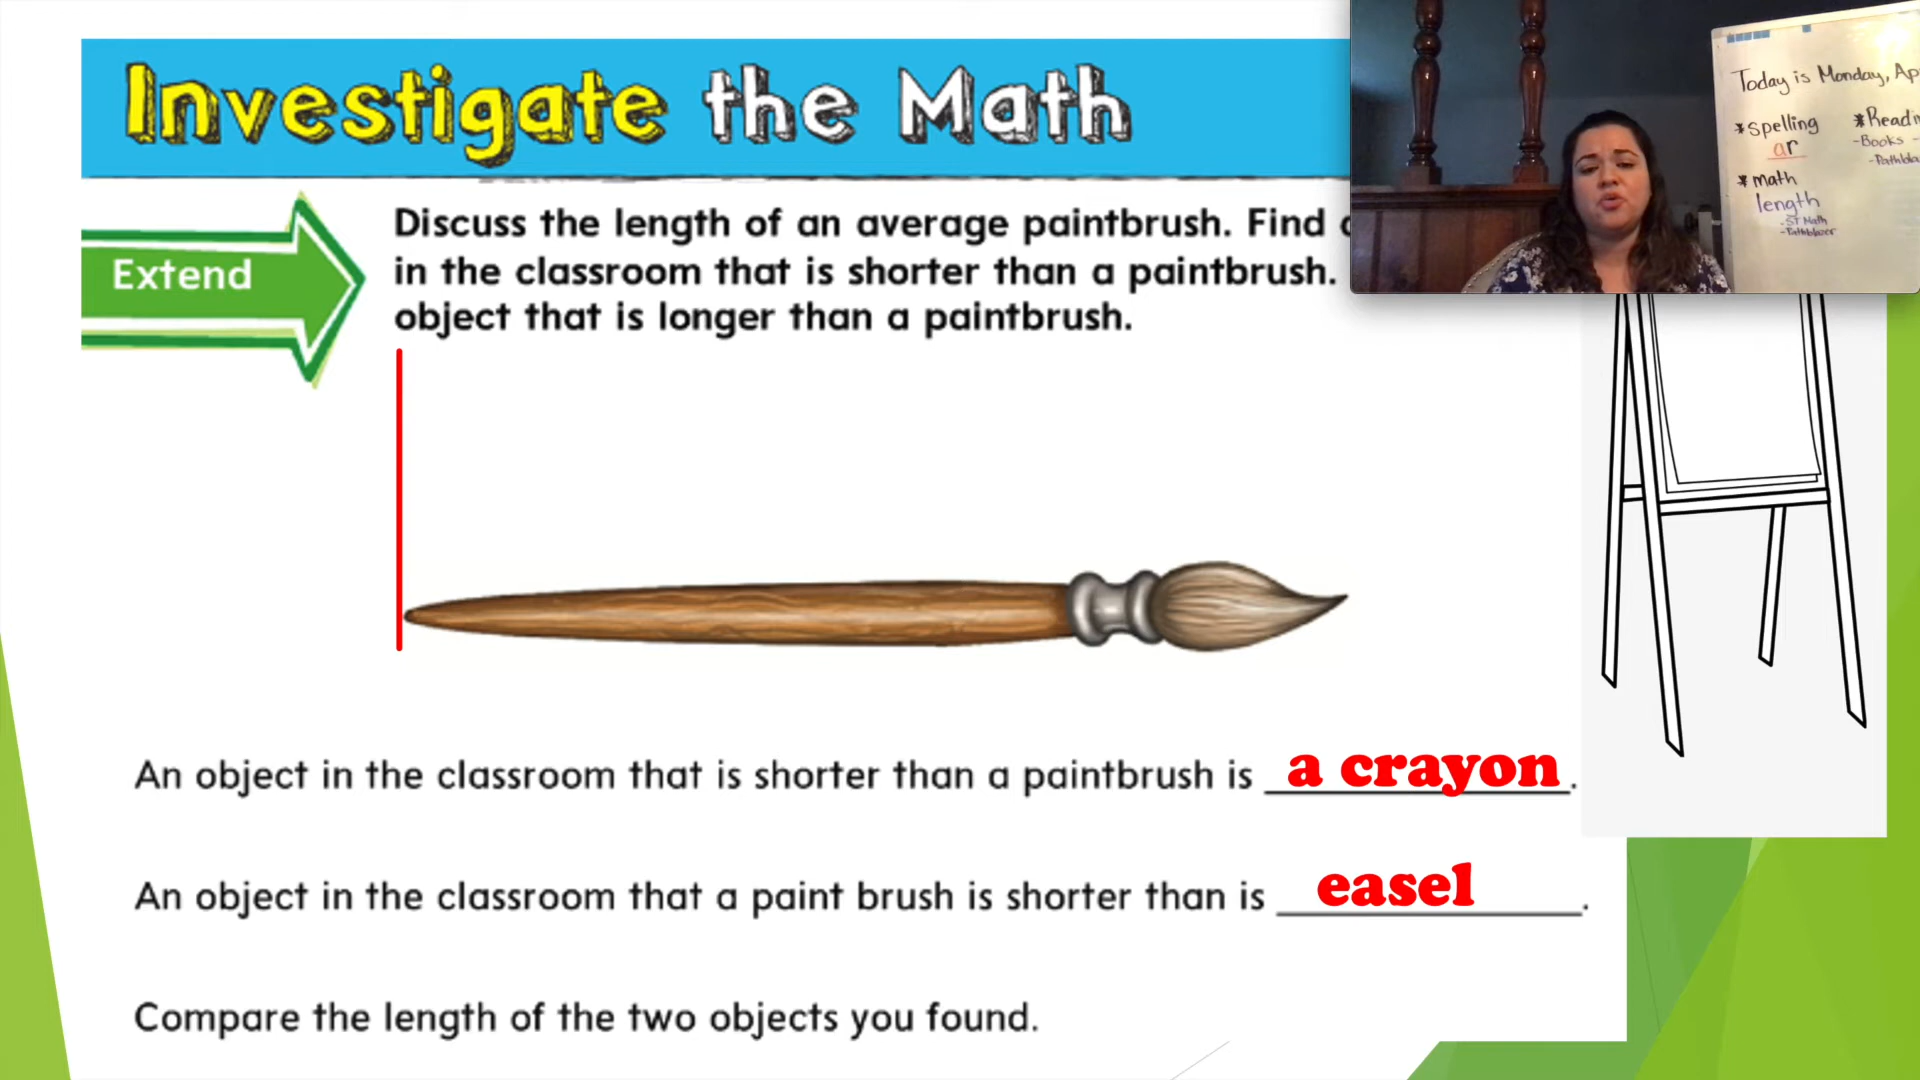 Investigate the Math
Extend
Discuss the length of an average paintbrush. Find
in the classroom that is shorter than a paintbrush.
object that is longer than a paintbrush.
An object in the classroom that is shorter than a paintbrush is a crayon.
An object in the classroom that a paint brush is shorter than is easel.
Compare the length of the two objects you found.
Today is Monday,
*spelling
ar
*math
length
-ST Math
-Pathblazer
-Books